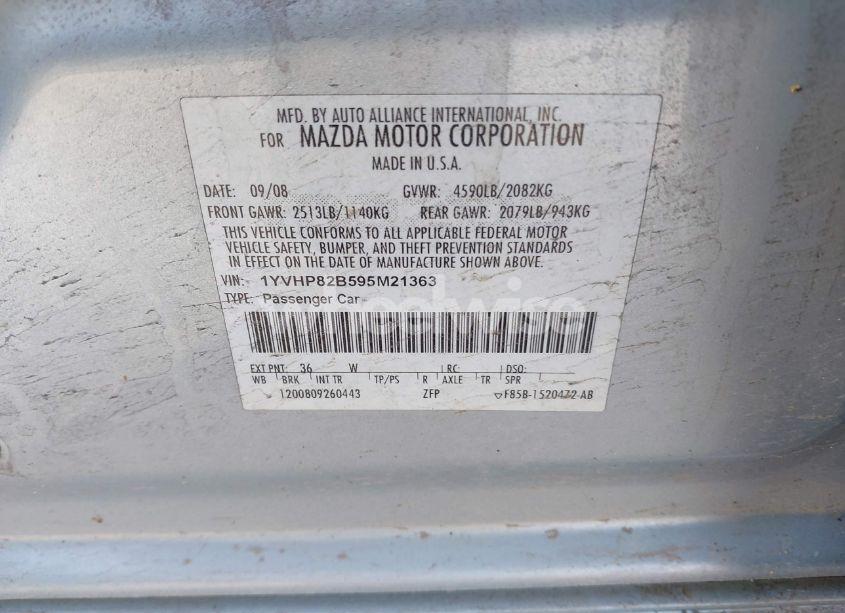 MFD. BY AUTO ALLIANCE INTERNATIONAL, INC.
FOR MAZDA MOTOR CORPORATION
MADE IN U.S.A.
DATE: 09/08 GVWR: 4590LB/2082KG
FRONT GAWR: 2513LB/1140KG REAR GAWR: 2079LB/943KG
THIS VEHICLE CONFORMS TO ALL APPLICABLE FEDERAL MOTOR
VEHICLE SAFETY, BUMPER, AND THEFT PREVENTION STANDARDS
IN EFFECT ON THE DATE OF MANUFACTURE SHOWN ABOVE.
VIN: 1YVHP82B595M21363
TYPE: Passenger Car
EXT PNT: 36 W RC: DSO:
WB BRK INT TR TP/PS R AXLE TR SPR
1200809260443 ZFP F85B-1520472-AB